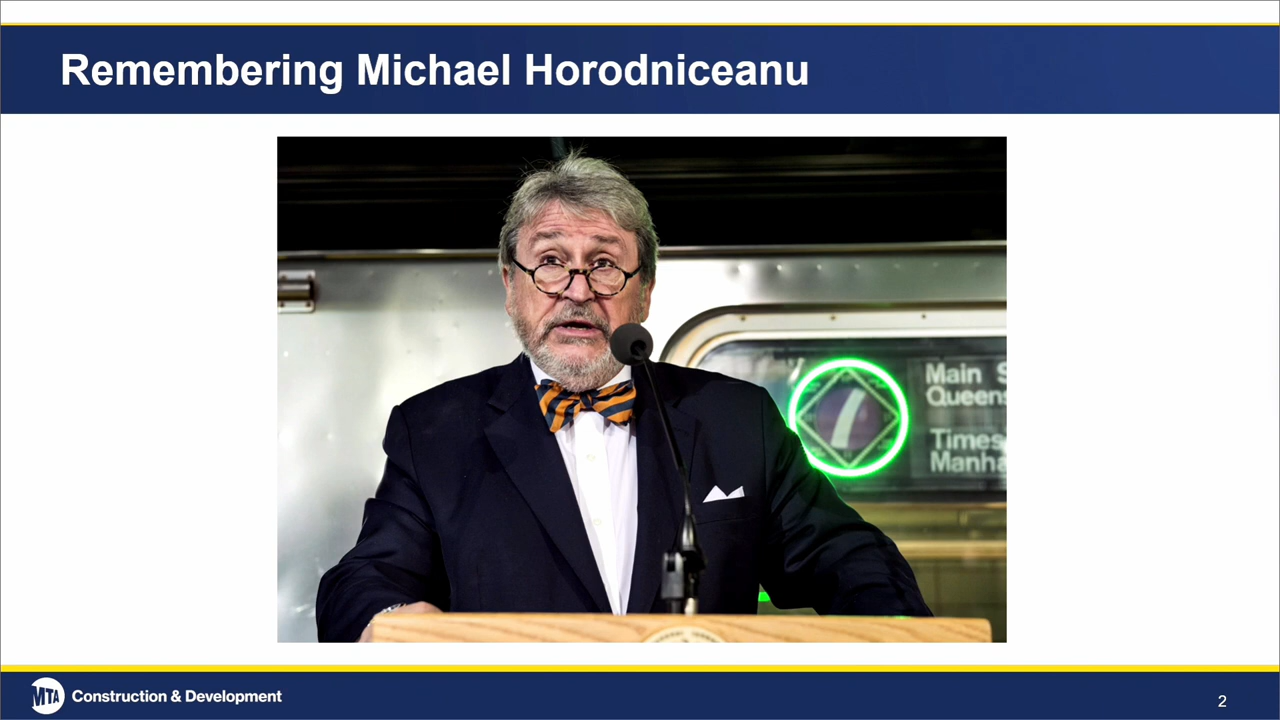 Remembering Michael Horodniceanu
7
Main S
Queens
Times
Manha
MTA
Construction & Development
2